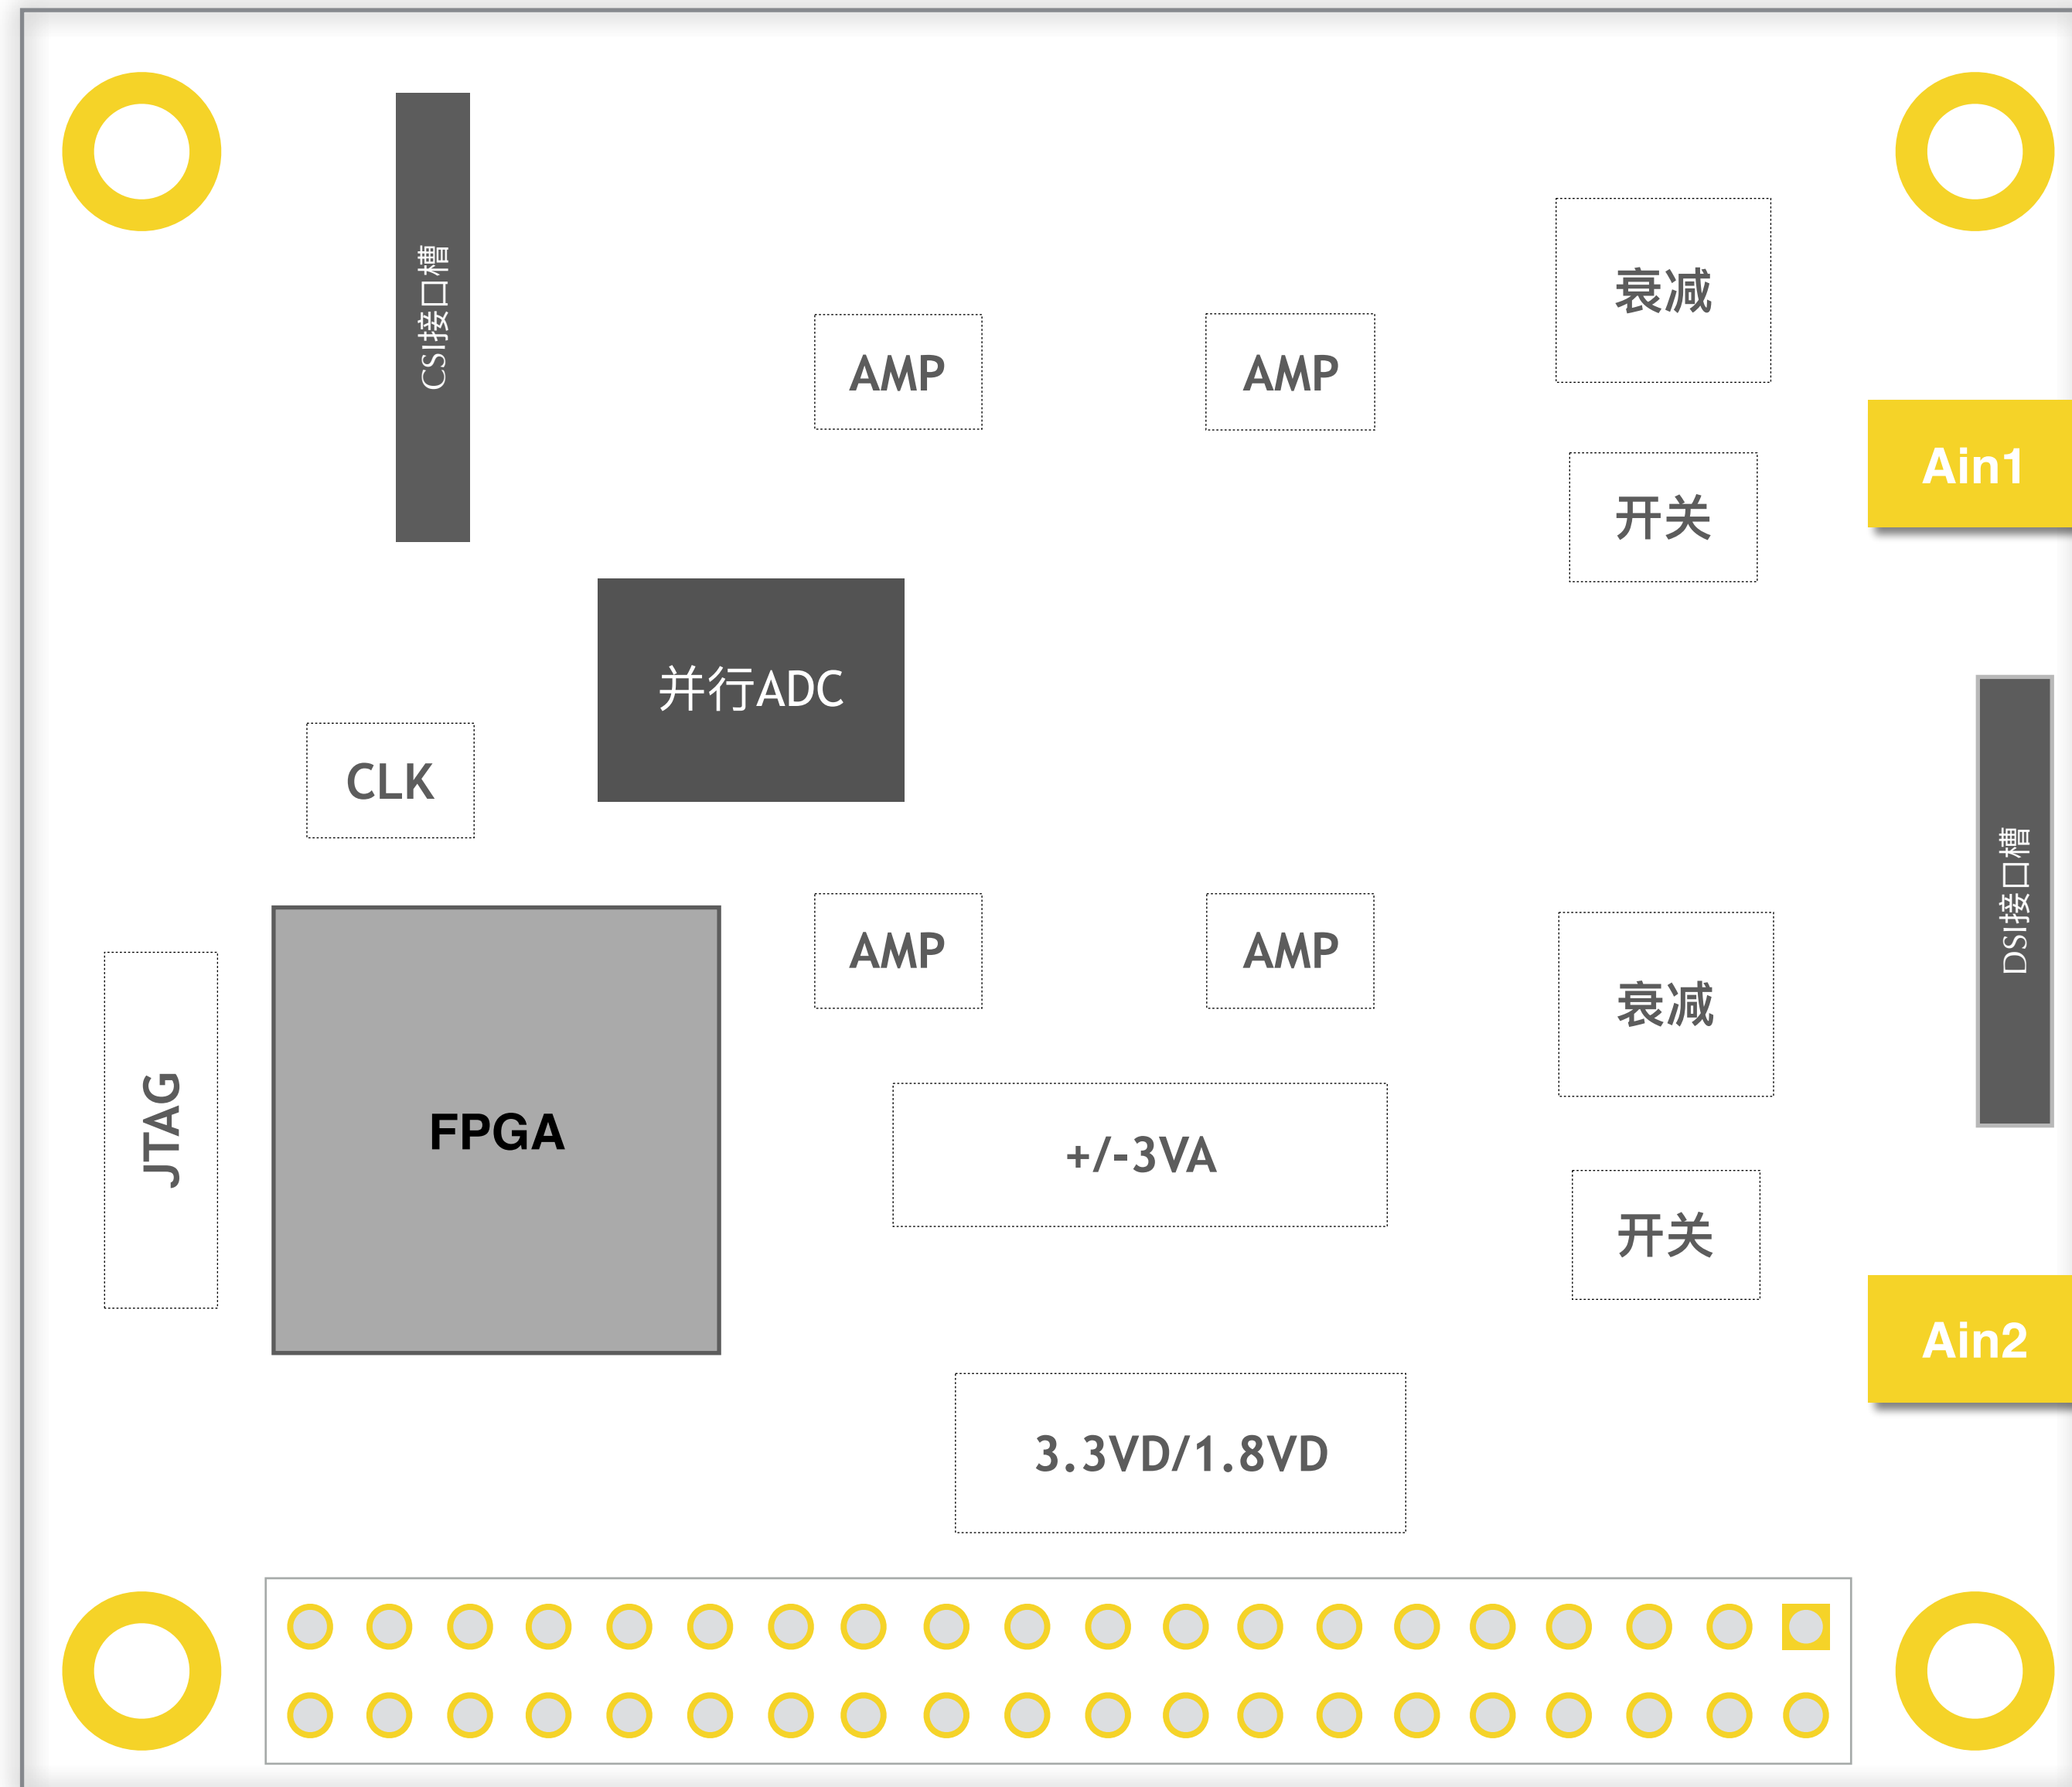 CSI接口槽
衰减
AMP
AMP
Ain1
开关
并行ADC
CLK
DSI接口槽
AMP
AMP
衰减
JTAG
FPGA
+/-3VA
开关
Ain2
3.3VD/1.8VD